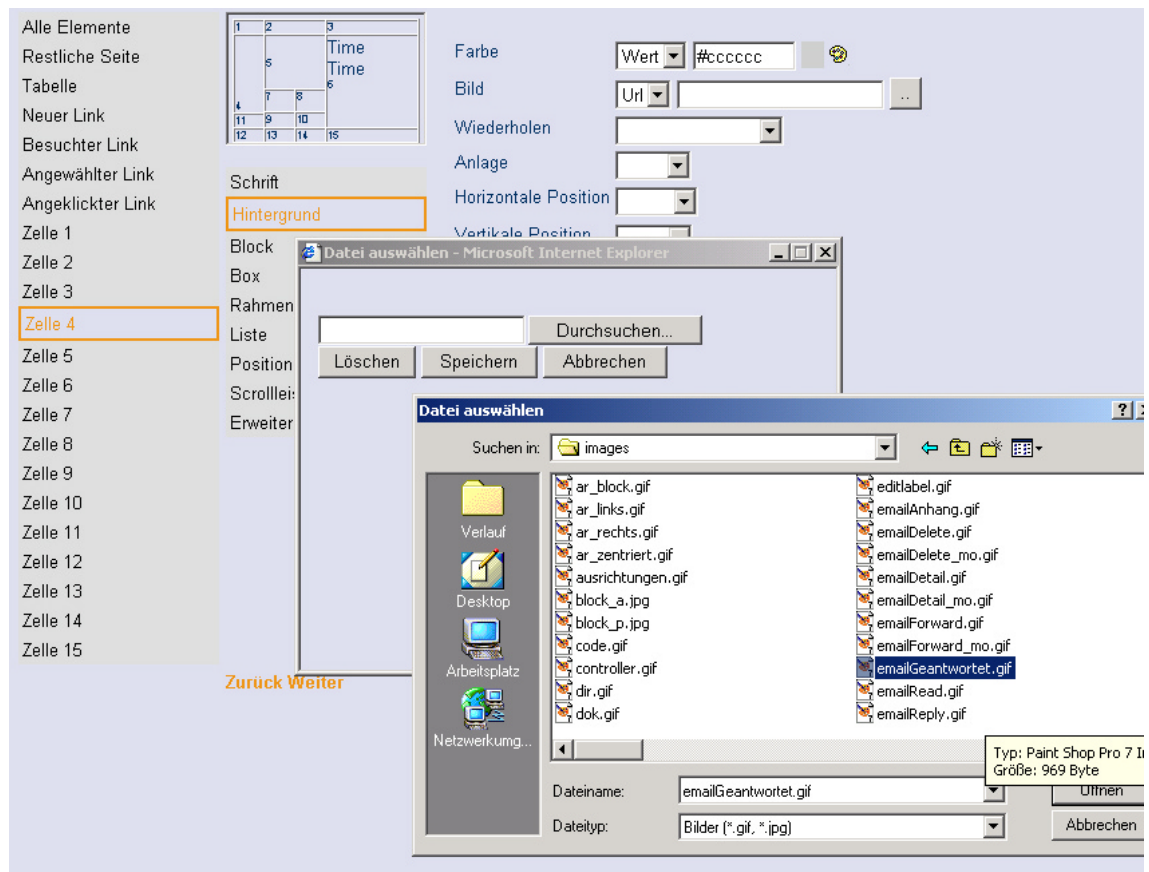 Alle Elemente
Restliche Seite
Tabelle
Neuer Link
Besuchter Link
Angewählter Link
Angeklickter Link
Zelle 1
Zelle 2
Zelle 3
Zelle 4
Zelle 5
Zelle 6
Zelle 7
Zelle 8
Zelle 9
Zelle 10
Zelle 11
Zelle 12
Zelle 13
Zelle 14
Zelle 15
1 2 3
Time
5 Time
6
7 8
4
11 9 10
12 13 14 15
Schrift
Hintergrund
Block
Box
Rahmen
Liste
Position
Scrolllei
Erweiter
Zurück Weiter
Farbe Wert #cccccc
Bild Url ..
Wiederholen
Anlage
Horizontale Position
Vertikale Position
Datei auswählen - Microsoft Internet Explorer
Durchsuchen...
Löschen Speichern Abbrechen
Datei auswählen
Suchen in: images
Verlauf
Desktop
Arbeitsplatz
Netzwerkumg...
ar_block.gif
ar_links.gif
ar_rechts.gif
ar_zentriert.gif
ausrichtungen.gif
block_a.jpg
block_p.jpg
code.gif
controller.gif
dir.gif
dok.gif
editlabel.gif
emailAnhang.gif
emailDelete.gif
emailDelete_mo.gif
emailDetail.gif
emailDetail_mo.gif
emailForward.gif
emailForward_mo.gif
emailGeantwortet.gif
emailRead.gif
emailReply.gif
Typ: Paint Shop Pro 7 I
Größe: 969 Byte
Dateiname: emailGeantwortet.gif Öffnen
Dateityp: Bilder (*.gif, *.jpg) Abbrechen